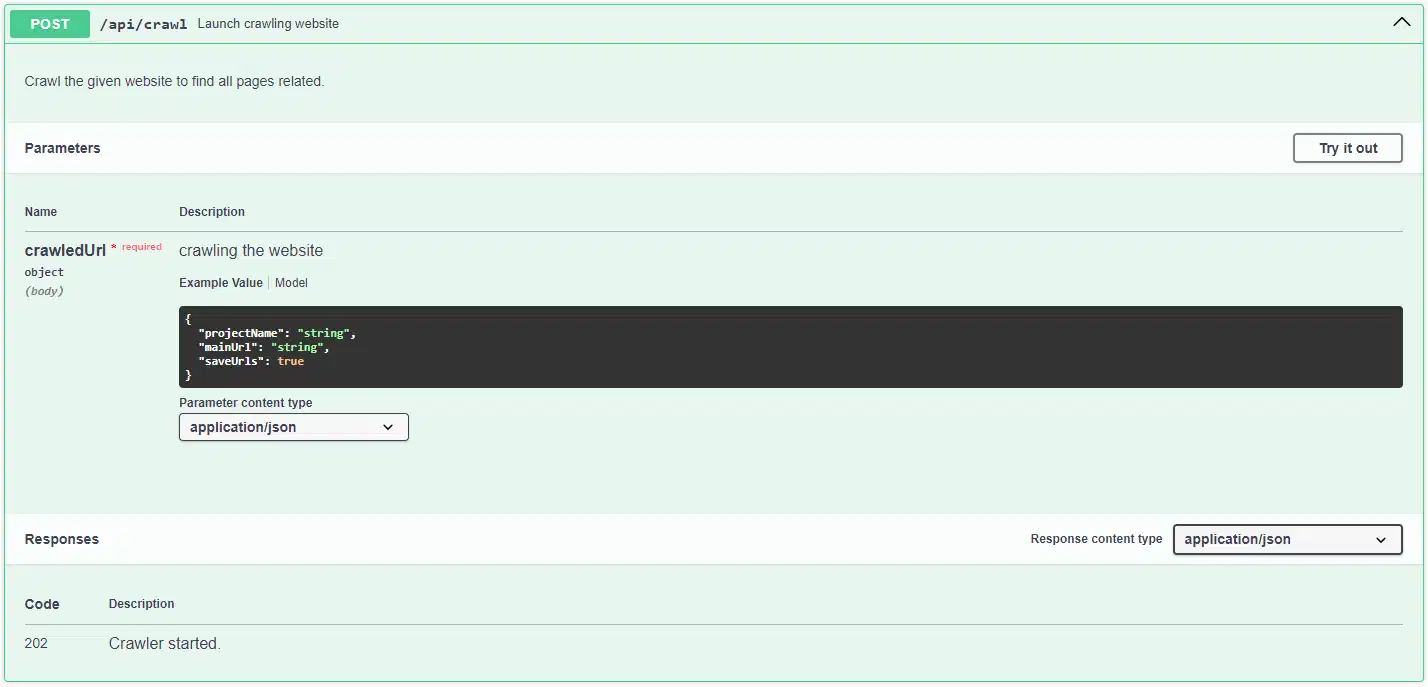 POST /api/crawl Launch crawling website
Crawl the given website to find all pages related.
Parameters Try it out
Name Description
crawledUrl * required crawling the website
object
(body)
Example Value | Model
{
"projectName": "string",
"mainUrl": "string",
"saveUrls": true
}
Parameter content type
application/json
Responses Response content type application/json
Code Description
202 Crawler started.